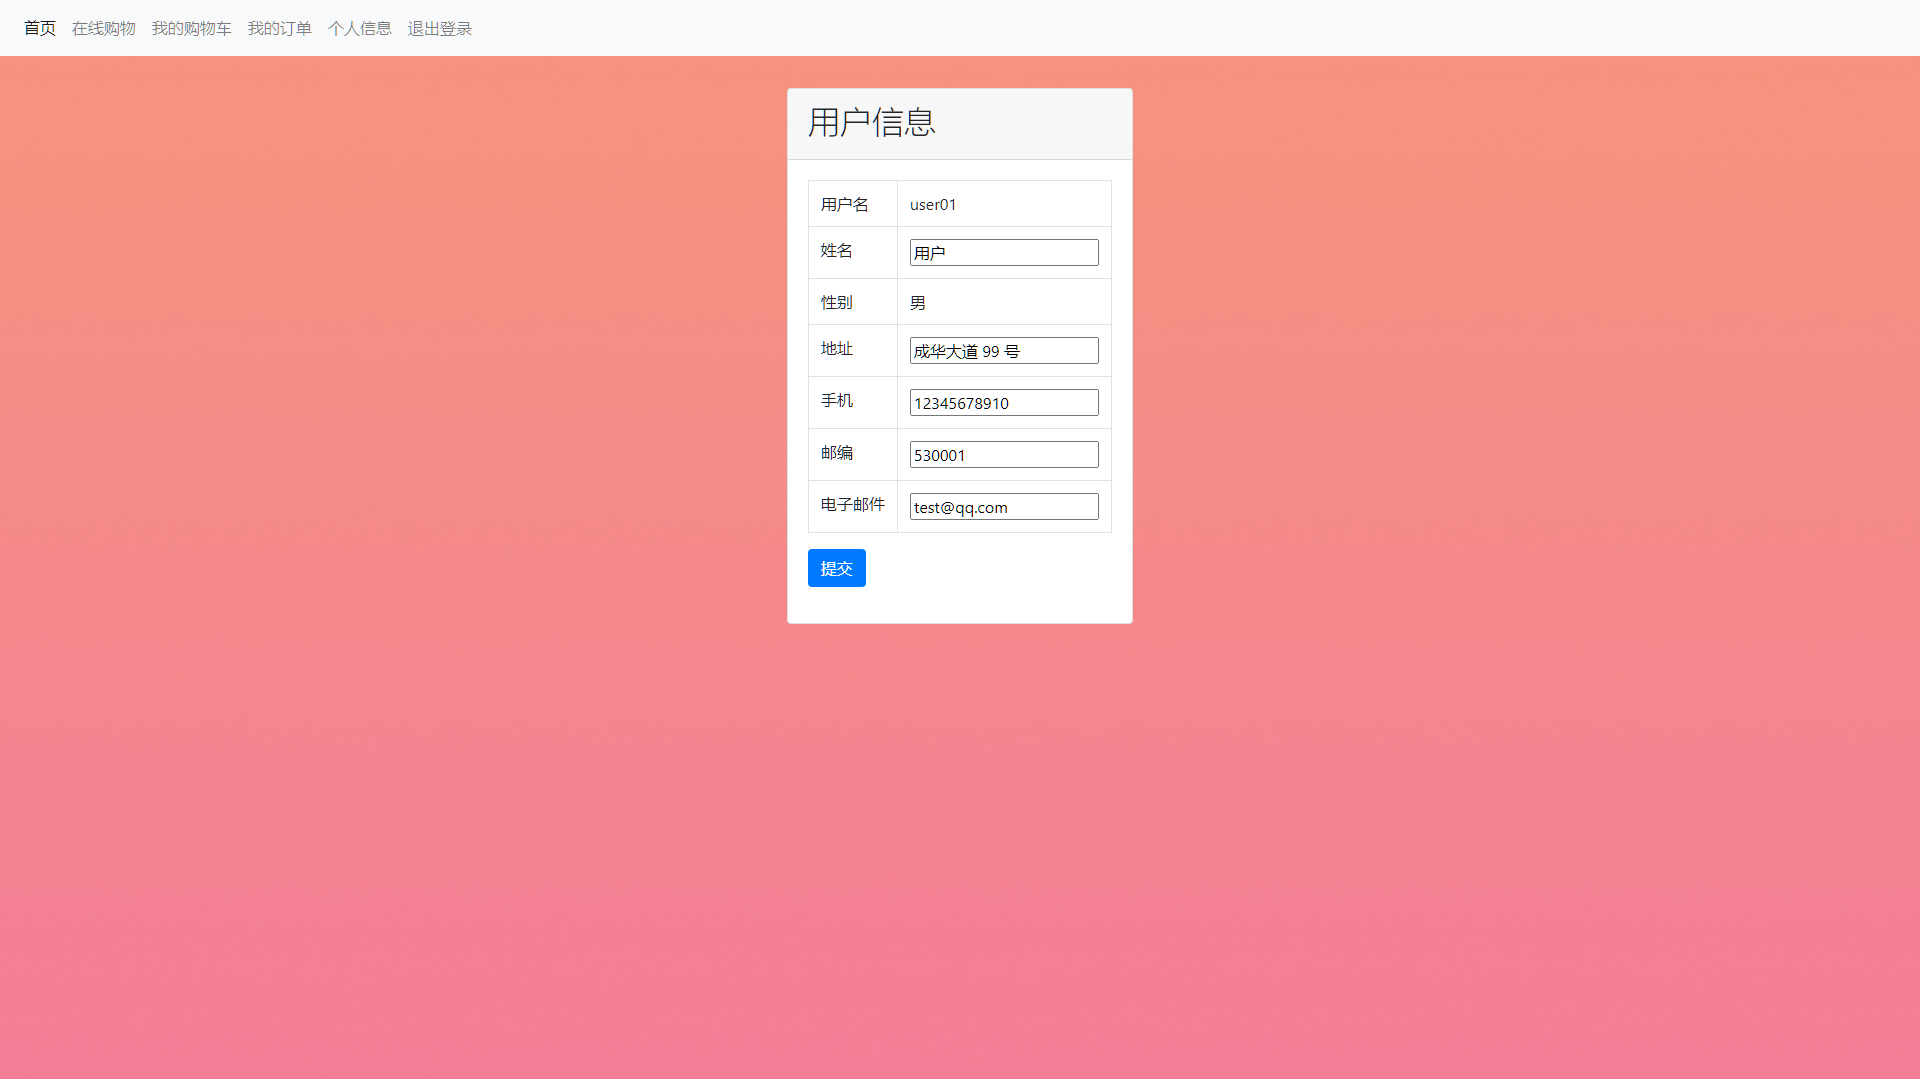 首页 在线购物 我的购物车 我的订单 个人信息 退出登录
用户信息
用户名 user01
姓名 用户
性别 男
地址 成华大道 99 号
手机 12345678910
邮编 530001
电子邮件 test@qq.com
提交